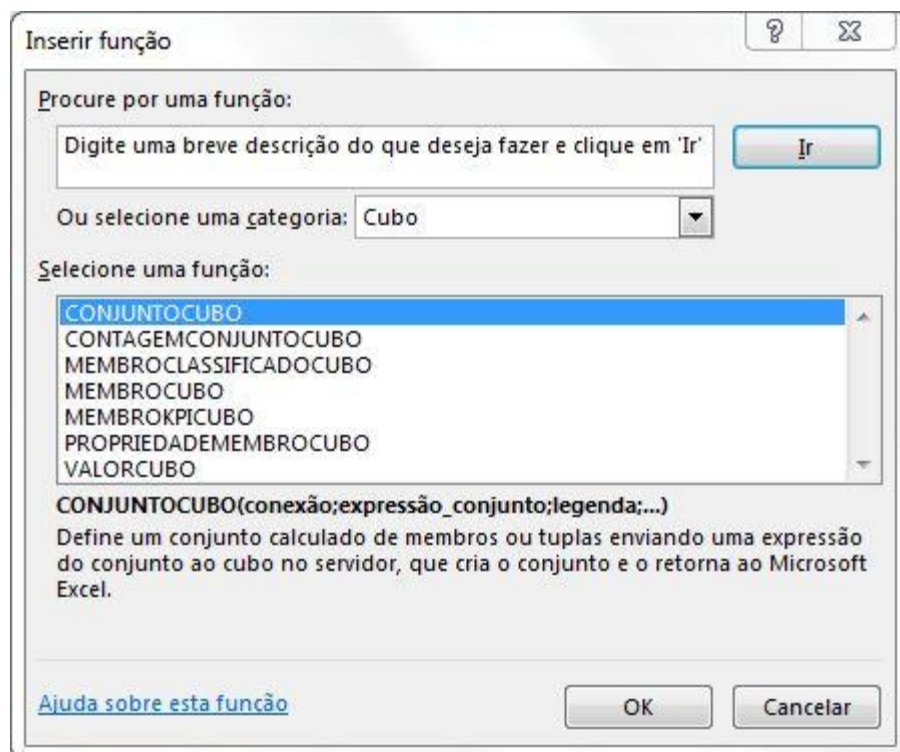 Inserir função
Procure por uma função:
Digite uma breve descrição do que deseja fazer e clique em 'Ir'
Ir
Ou selecione uma categoria: Cubo
Selecione uma função:
CONJUNTOCUBO
CONTAGEMCONJUNTOCUBO
MEMBROCLASSIFICADOCUBO
MEMBROCUBO
MEMBROKPICUBO
PROPRIEDADEMEMBROCUBO
VALORCUBO
CONJUNTOCUBO(conexão;expressão_conjunto;legenda;...)
Define um conjunto calculado de membros ou tuplas enviando uma expressão
do conjunto ao cubo no servidor, que cria o conjunto e o retorna ao Microsoft
Excel.
Ajuda sobre esta função
OK
Cancelar